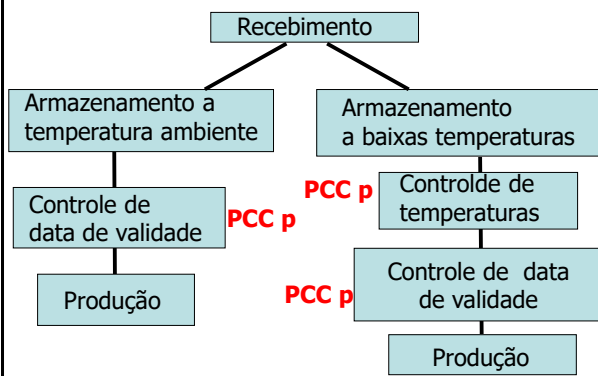 Recebimento
Armazenamento a
temperatura ambiente
Armazenamento
a baixas temperaturas
PCC p
Controlde de
temperaturas
Controle de
data de validade
PCC p
PCC p
Controle de  data
de validade
Produção
Produção